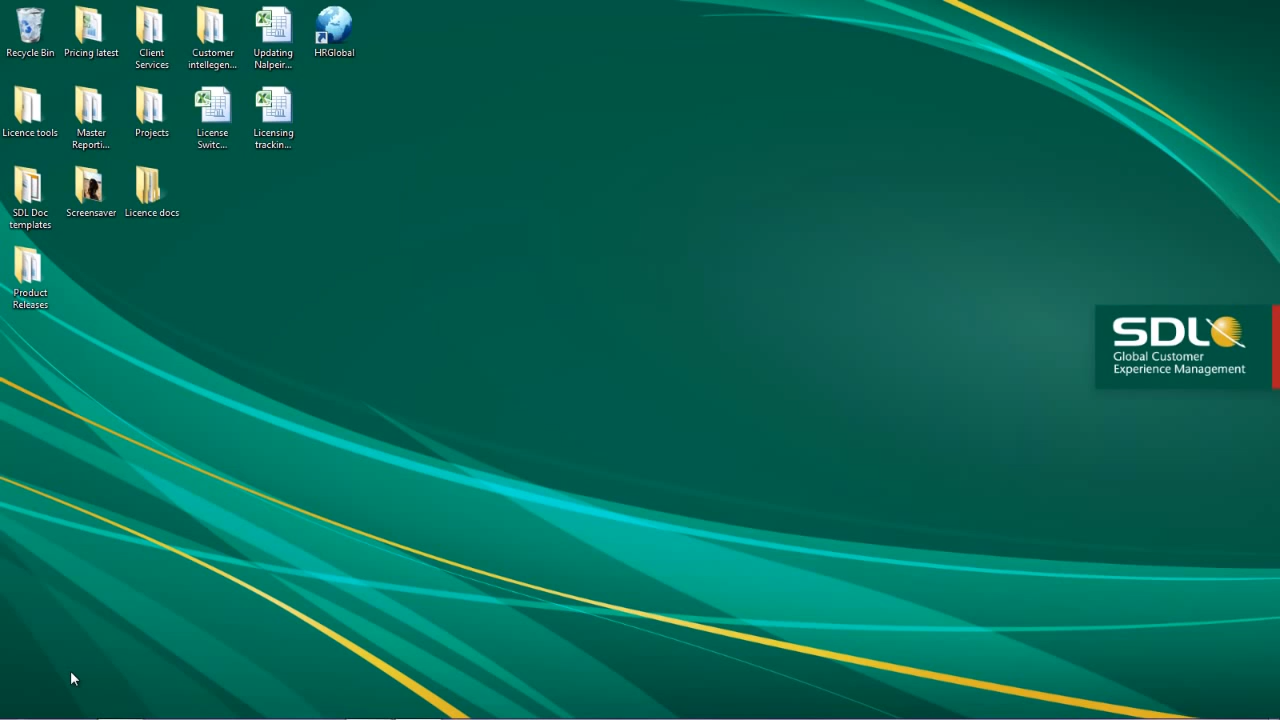 Recycle Bin
Pricing latest
Client
Services
Customer
intellegen...
Updating
Nalpeir...
HRGlobal
Licence tools
Master
Reporti...
Projects
License
Switc...
Licensing
trackin...
SDL Doc
templates
Screensaver
Licence docs
Product
Releases
SDL
Global Customer
Experience Management